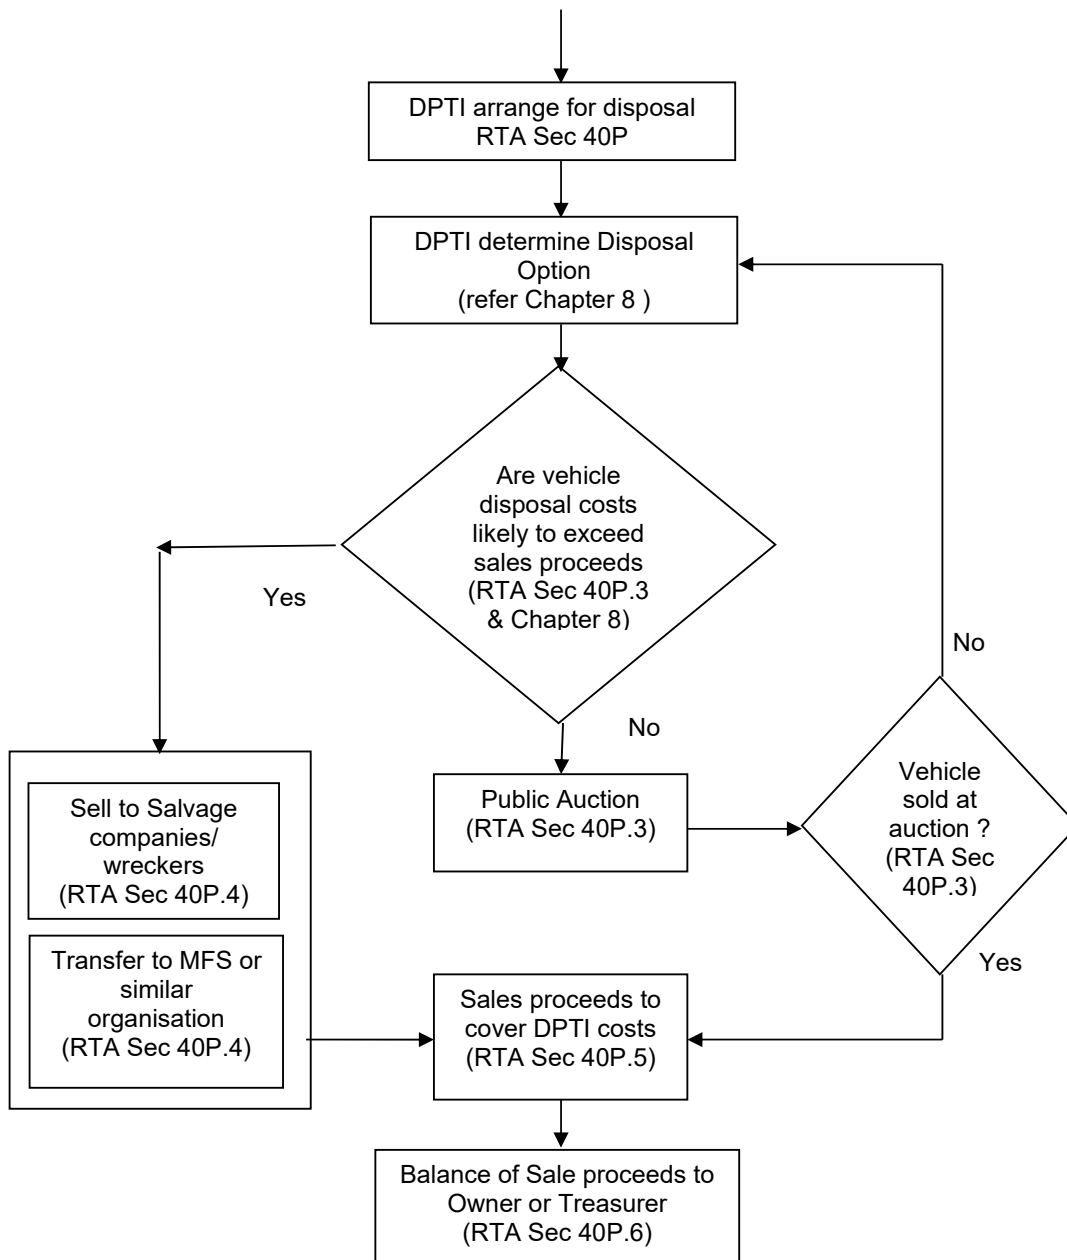 DPTI arrange for disposal
RTA Sec 40P
DPTI determine Disposal
Option
(refer Chapter 8 )
Are vehicle
disposal costs
likely to exceed
sales proceeds
(RTA Sec 40P.3
& Chapter 8)
Yes
No
No
Sell to Salvage
companies/
wreckers
(RTA Sec 40P.4)
Public Auction
(RTA Sec 40P.3)
Vehicle
sold at
auction ?
(RTA Sec
40P.3)
Yes
Transfer to MFS or
similar
organisation
(RTA Sec 40P.4)
Sales proceeds to
cover DPTI costs
(RTA Sec 40P.5)
Balance of Sale proceeds to
Owner or Treasurer
(RTA Sec 40P.6)